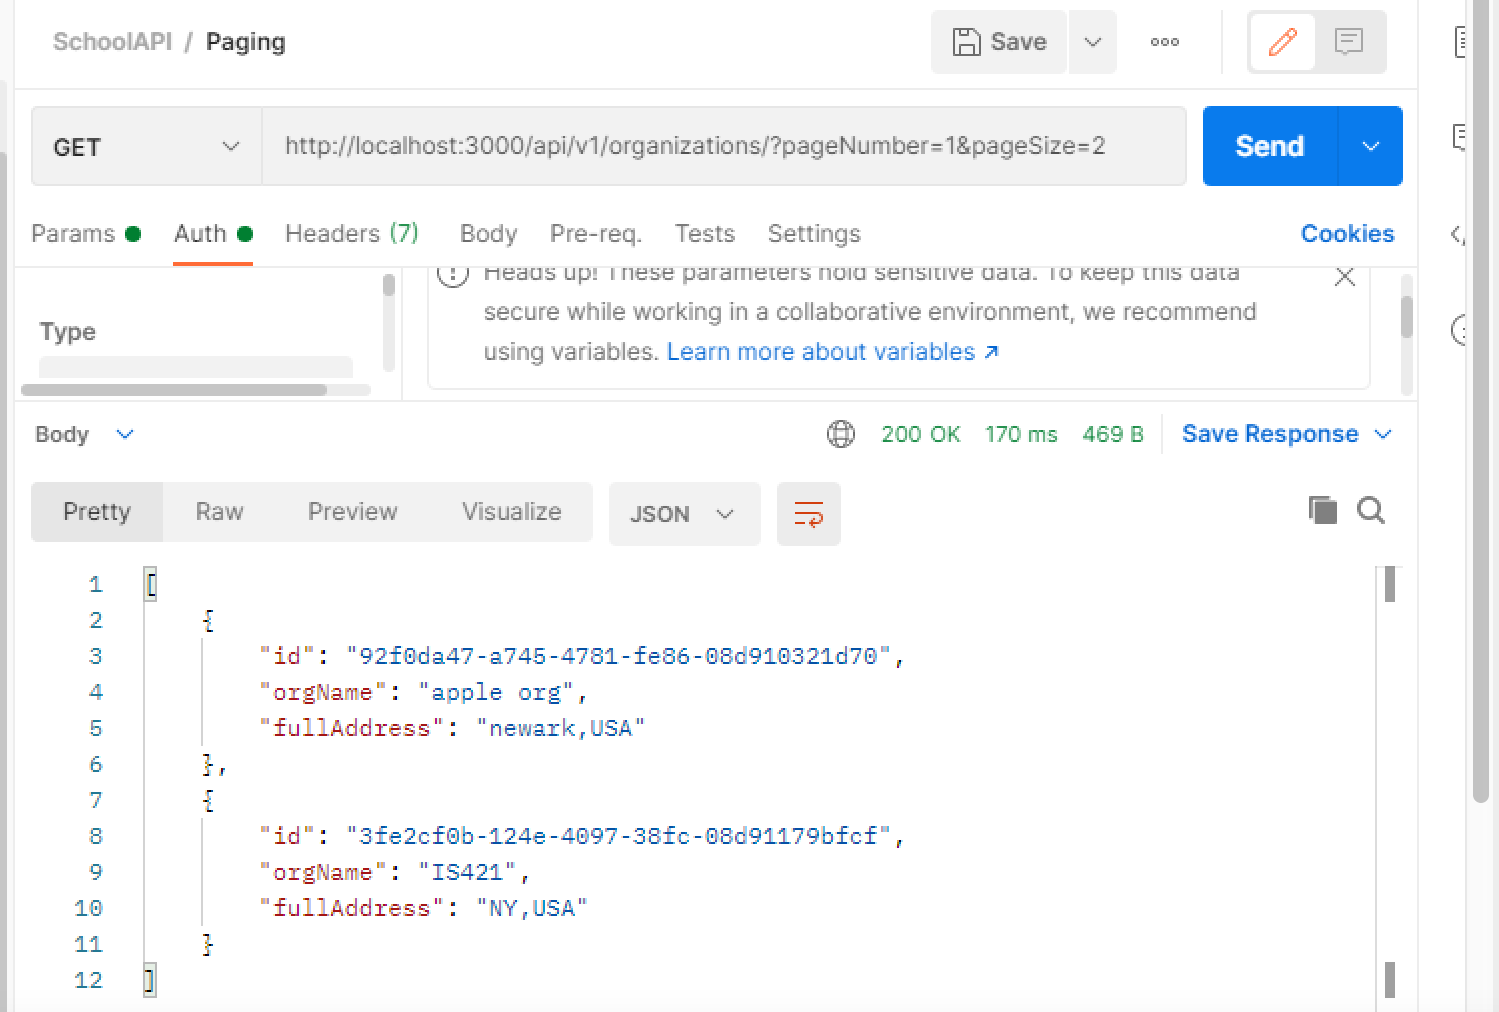 SchoolAPI / Paging
Save
GET
http://localhost:3000/api/v1/organizations/?pageNumber=1&pageSize=2
Send
Params
Auth
Headers (7)
Body
Pre-req.
Tests
Settings
Cookies
Type
Heads up! These parameters hold sensitive data. To keep this data
secure while working in a collaborative environment, we recommend
using variables. Learn more about variables ↗
Body
200 OK
170 ms
469 B
Save Response
Pretty
Raw
Preview
Visualize
JSON
1 [
2 {
3 "id": "92f0da47-a745-4781-fe86-08d910321d70",
4 "orgName": "apple org",
5 "fullAddress": "newark,USA"
6 },
7 {
8 "id": "3fe2cf0b-124e-4097-38fc-08d91179bfcf",
9 "orgName": "IS421",
10 "fullAddress": "NY,USA"
11 }
12 ]